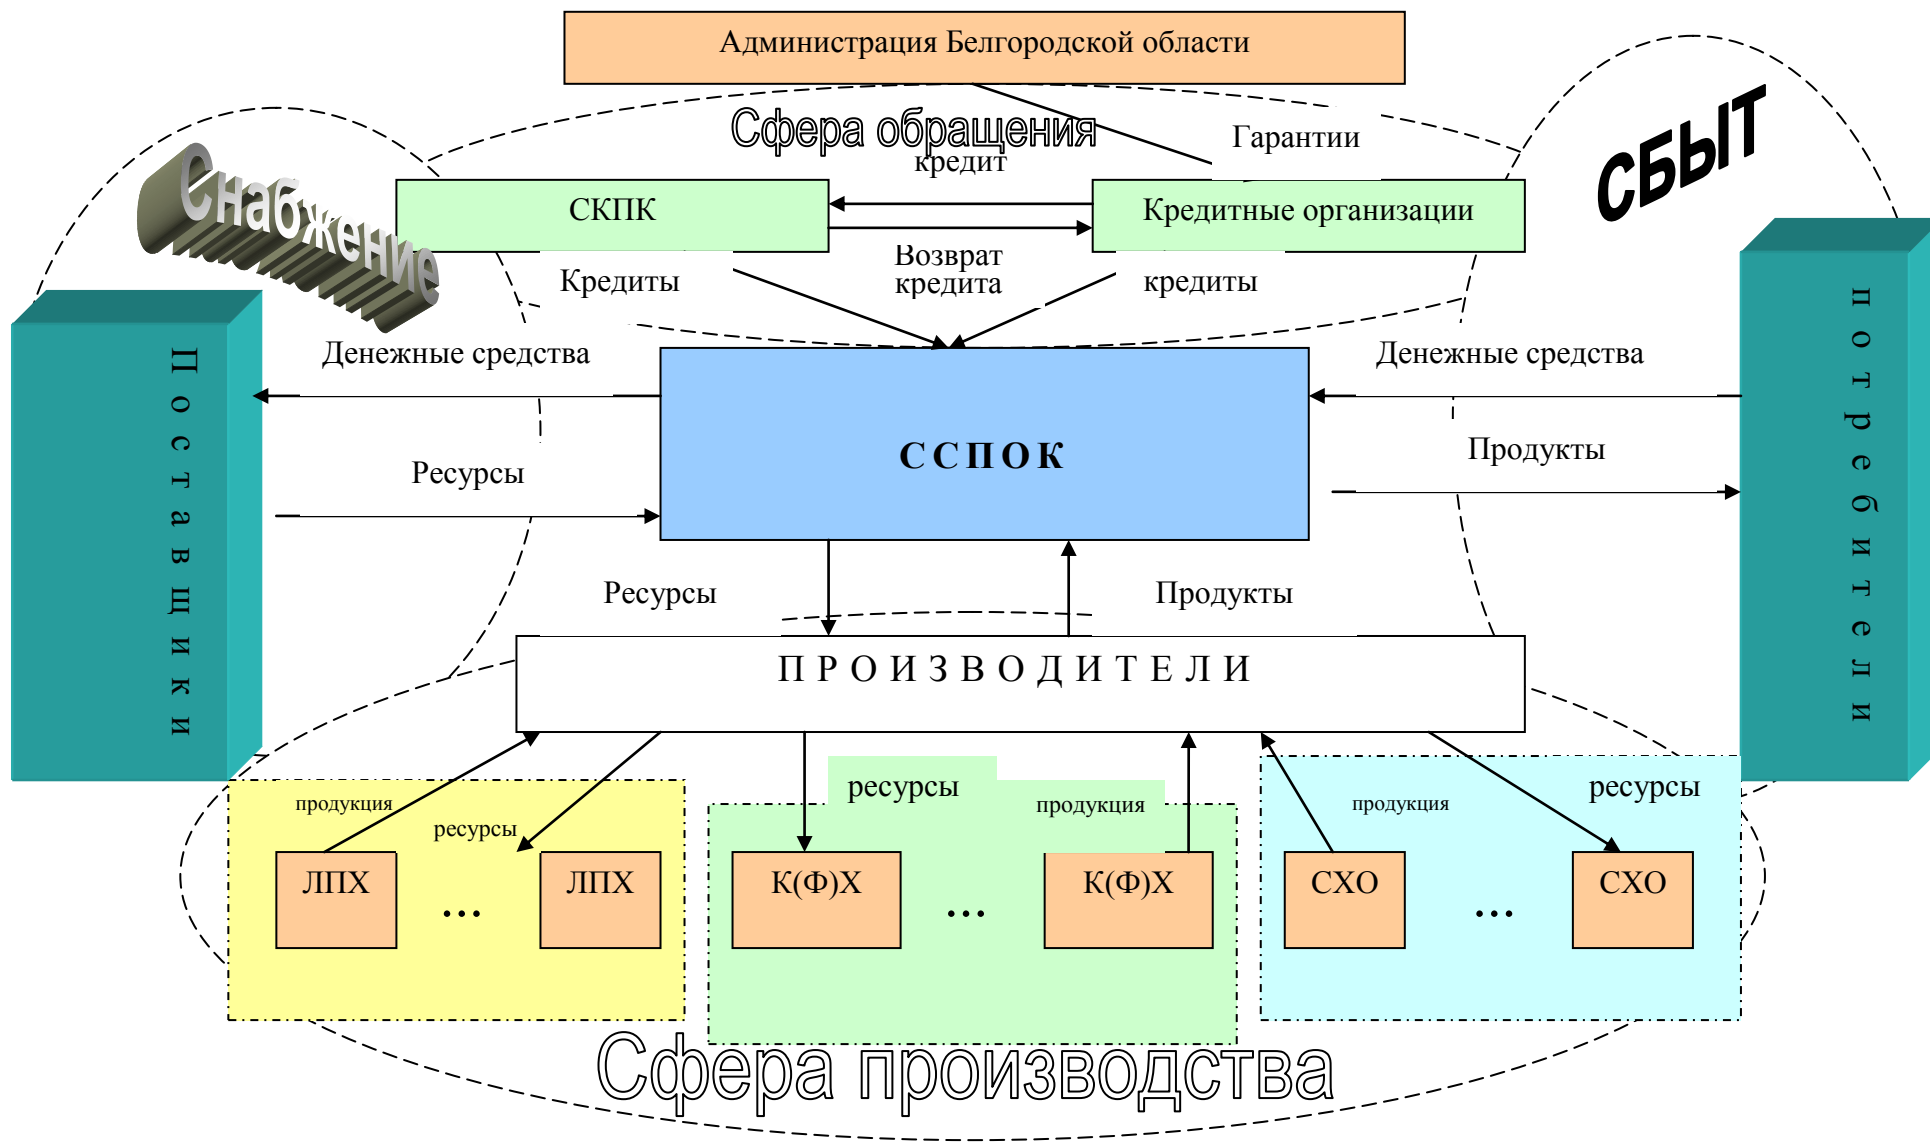 Администрация Белгородской области
Сфера обращения
Гарантии
СБЫТ
Снабжение
кредит
СКПК
Кредитные организации
Возврат
кредита
Кредиты
кредиты
Поставщики
потребители
Денежные средства
Денежные средства
ССПОК
Ресурсы
Продукты
Ресурсы
Продукты
ПРОИЗВОДИТЕЛИ
продукция
ресурсы
ресурсы
продукция
продукция
ресурсы
ЛПХ
...
ЛПХ
К(Ф)Х
...
К(Ф)Х
СХО
...
СХО
Сфера производства